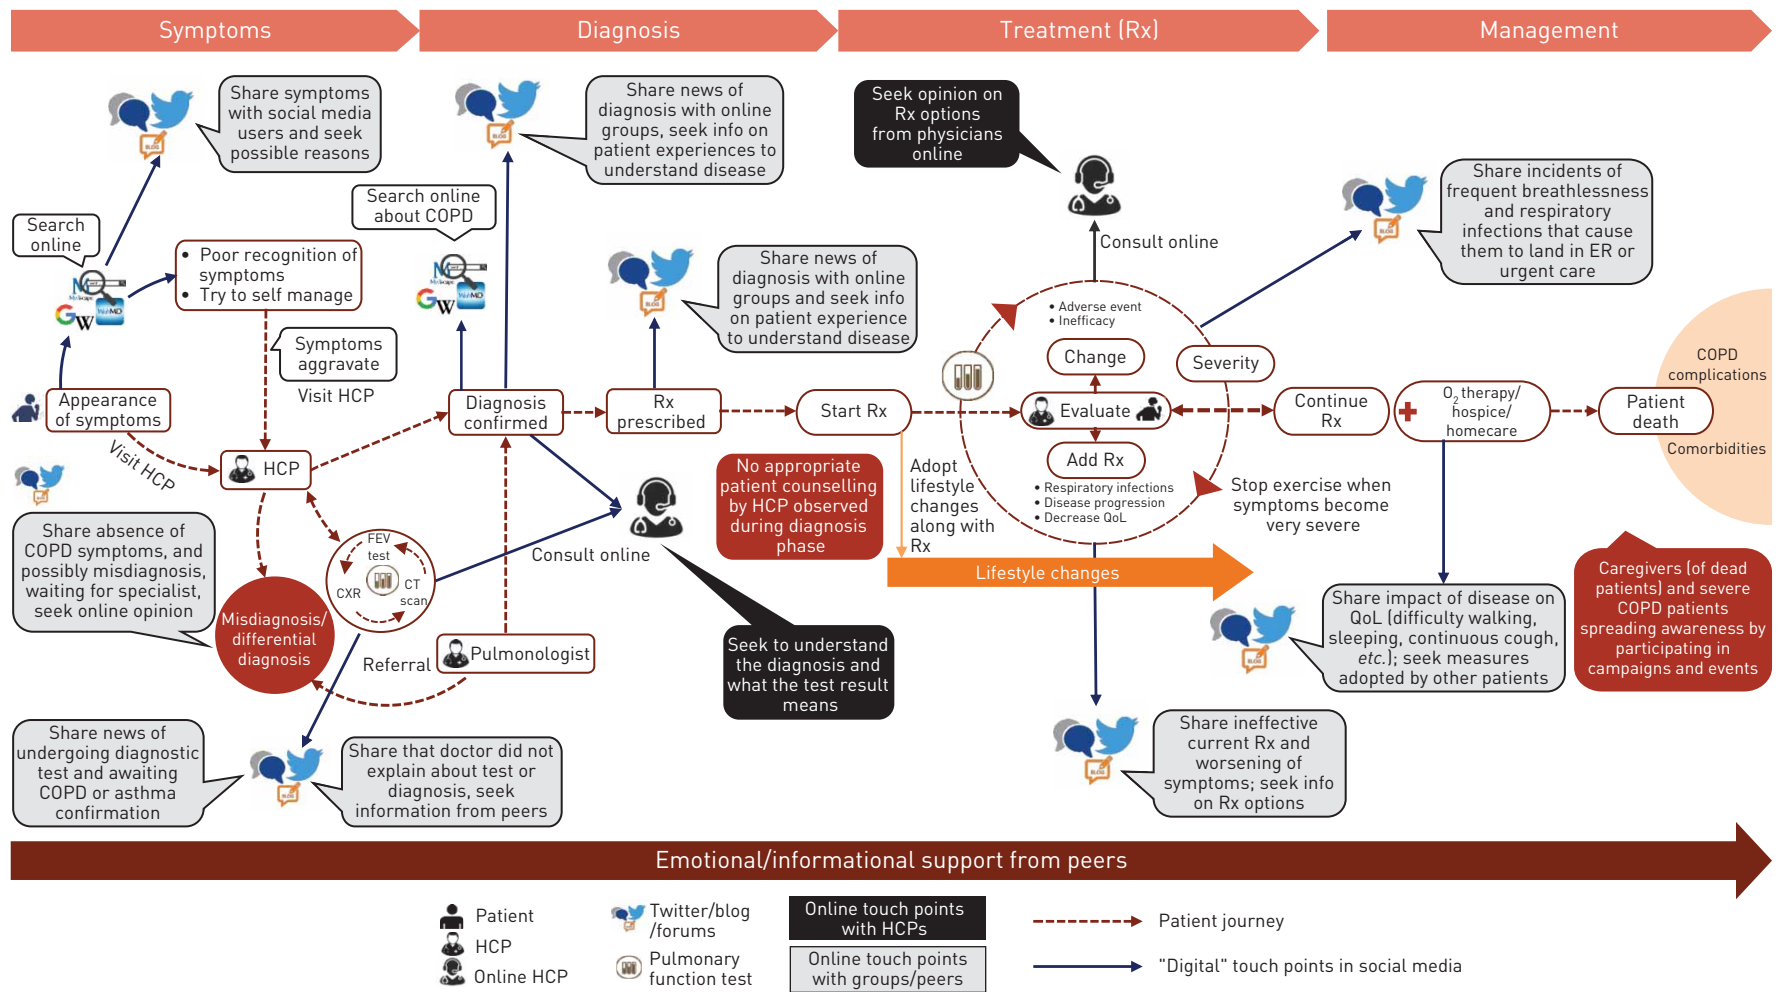 Symptoms
Diagnosis
Treatment (Rx)
Management
Share symptoms
with social media
users and seek
possible reasons
BLOG
Share news of
diagnosis with online
groups, seek info on
patient experiences to
understand disease
BLOG
Seek opinion on
Rx options
from physicians
online
Share incidents of
frequent breathlessness
and respiratory
infections that cause
them to land in ER or
urgent care
BLOG
Search
online
Search online
about COPD
• Poor recognition of
symptoms
• Try to self manage
G
W
WebMD
G
W
WebMD
Share news of
diagnosis with online
groups and seek info
on patient experience
to understand disease
BLOG
Consult online
• Adverse event
• Inefficacy
Change
Severity
Symptoms
aggravate
Visit HCP
COPD
complications
Appearance
of symptoms
Diagnosis
confirmed
Rx
prescribed
Start Rx
Evaluate
Continue
Rx
O2 therapy/
hospice/
homecare
Patient
death
Comorbidities
Visit HCP
HCP
Add Rx
• Respiratory infections
• Disease progression
• Decrease QoL
No appropriate
patient counselling
by HCP observed
during diagnosis
phase
Adopt
lifestyle
changes
along with
Rx
Stop exercise when
symptoms become
very severe
BLOG
Share absence of
COPD symptoms, and
possibly misdiagnosis,
waiting for specialist,
seek online opinion
FEV
test
CXR
CT
scan
Consult online
Lifestyle changes
Misdiagnosis/
differential
diagnosis
Referral
Pulmonologist
Seek to understand
the diagnosis and
what the test result
means
BLOG
Share impact of disease on
QoL (difficulty walking,
sleeping, continuous cough,
etc.); seek measures
adopted by other patients
Caregivers (of dead
patients) and severe
COPD patients
spreading awareness by
participating in
campaigns and events
Share news of
undergoing diagnostic
test and awaiting
COPD or asthma
confirmation
BLOG
Share that doctor did not
explain about test or
diagnosis, seek
information from peers
BLOG
Share ineffective
current Rx and
worsening of
symptoms; seek info
on Rx options
Emotional/informational support from peers
Patient
HCP
Online HCP
Twitter/blog
/forums
Pulmonary
function test
Online touch points
with HCPs
Online touch points
with groups/peers
Patient journey
"Digital" touch points in social media